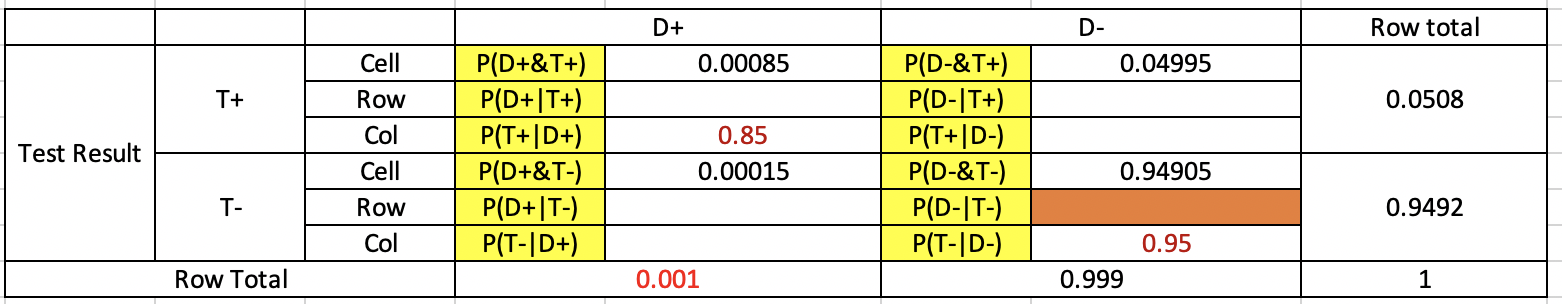 D+ D- Row total
Cell P(D+&T+) 0.00085 P(D-&T+) 0.04995
T+ Row P(D+|T+) P(D-|T+) 0.0508
Col P(T+|D+) 0.85 P(T+|D-)
Test Result
Cell P(D+&T-) 0.00015 P(D-&T-) 0.94905
T- Row P(D+|T-) P(D-|T-) 0.9492
Col P(T-|D+) P(T-|D-) 0.95
Row Total 0.001 0.999 1